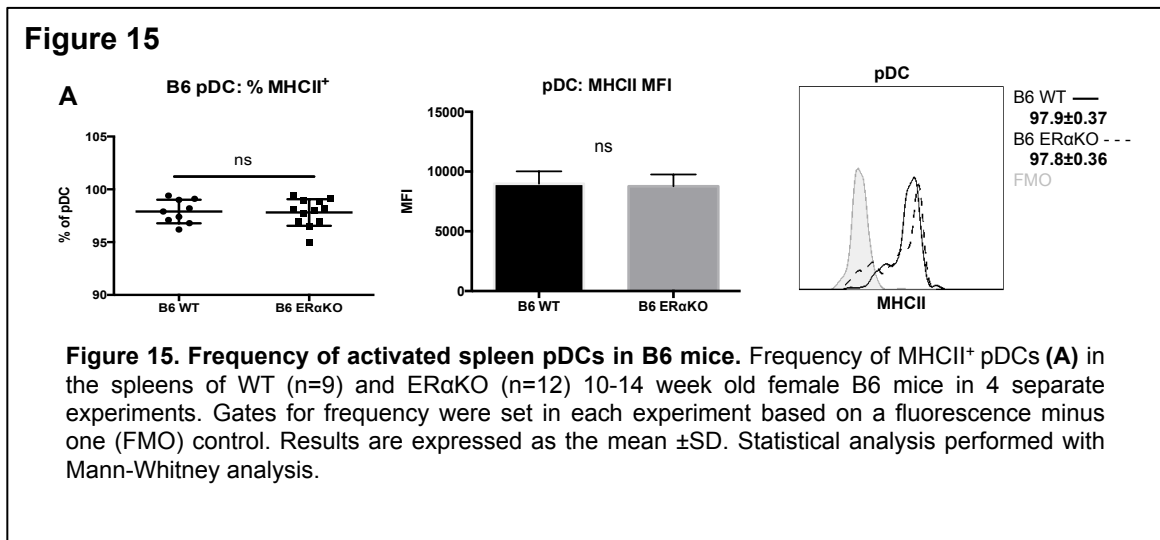 Figure 15
A
B6 pDC: % MHCII⁺
% of pDC
105
100
95
90
ns
B6 WT
B6 ERαKO
pDC: MHCII MFI
MFI
15000
10000
5000
0
ns
B6 WT
B6 ERαKO
pDC
MHCII
B6 WT —
97.9±0.37
B6 ERαKO - - -
97.8±0.36
FMO
Figure 15. Frequency of activated spleen pDCs in B6 mice. Frequency of MHCII⁺ pDCs (A) in
the spleens of WT (n=9) and ERαKO (n=12) 10-14 week old female B6 mice in 4 separate
experiments. Gates for frequency were set in each experiment based on a fluorescence minus
one (FMO) control. Results are expressed as the mean ±SD. Statistical analysis performed with
Mann-Whitney analysis.